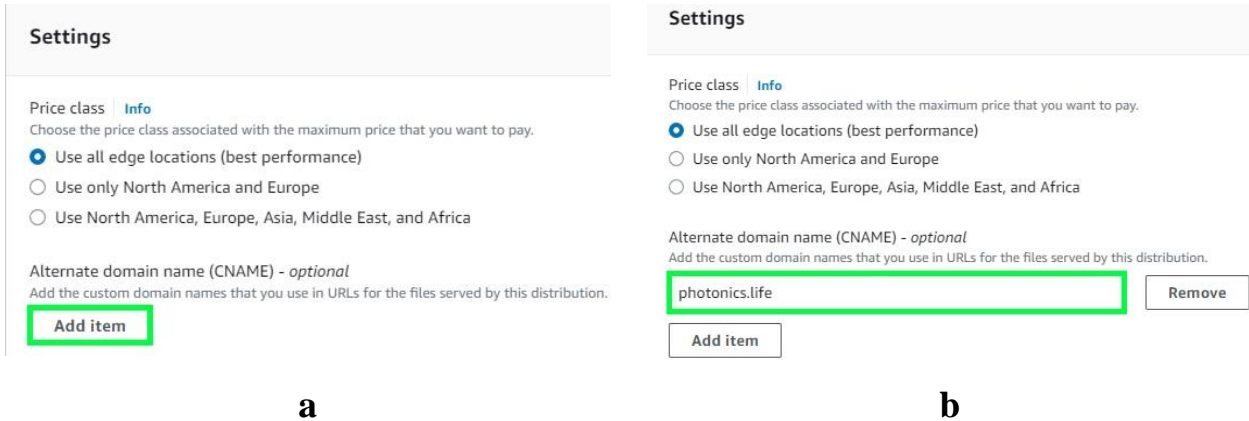 Settings
Price class Info
Choose the price class associated with the maximum price that you want to pay.
Use all edge locations (best performance)
Use only North America and Europe
Use North America, Europe, Asia, Middle East, and Africa
Alternate domain name (CNAME) - optional
Add the custom domain names that you use in URLs for the files served by this distribution.
Add item
a
Settings
Price class Info
Choose the price class associated with the maximum price that you want to pay.
Use all edge locations (best performance)
Use only North America and Europe
Use North America, Europe, Asia, Middle East, and Africa
Alternate domain name (CNAME) - optional
Add the custom domain names that you use in URLs for the files served by this distribution.
photonics.life Remove
Add item
b